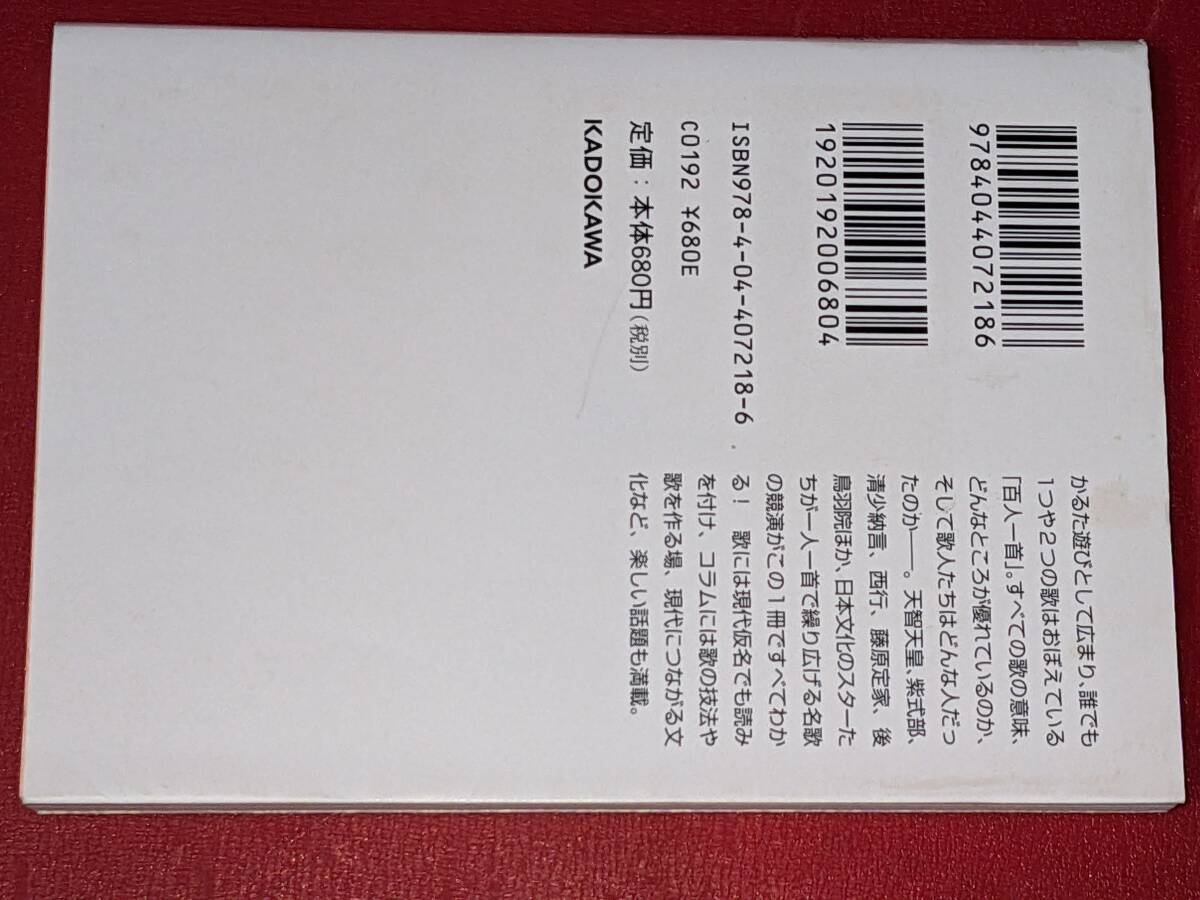 9784044072186
1920192006804
ISBN978-4-04-407218-6
C0192 ¥680E
定価：本体680円（税別）
KADOKAWA
かるた遊びとして広まり、誰でも
1つや2つの歌はおぼえている
「百人一首」。すべての歌の意味、
どんなところが優れているのか、
そして歌人たちはどんな人だっ
たのか――。天智天皇、紫式部、
清少納言、西行、藤原定家、後
鳥羽院ほか、日本文化のスターた
ちが一人一首で繰り広げる名歌
の競演がこの1冊ですべてわか
る！　歌には現代仮名でも読み
を付け、コラムには歌の技法や
歌を作る場、現代につながる文
化など、楽しい話題も満載。